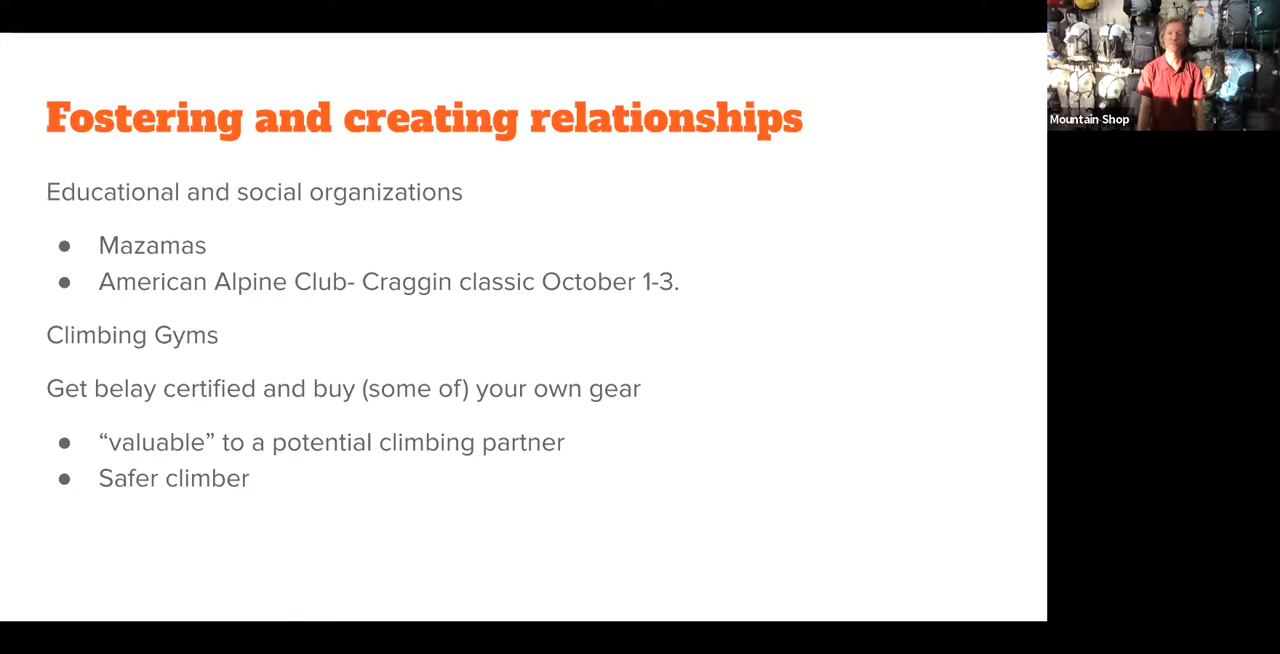 Fostering and creating relationships
Educational and social organizations
● Mazamas
● American Alpine Club- Craggin classic October 1-3.
Climbing Gyms
Get belay certified and buy (some of) your own gear
● “valuable” to a potential climbing partner
● Safer climber
Mountain Shop